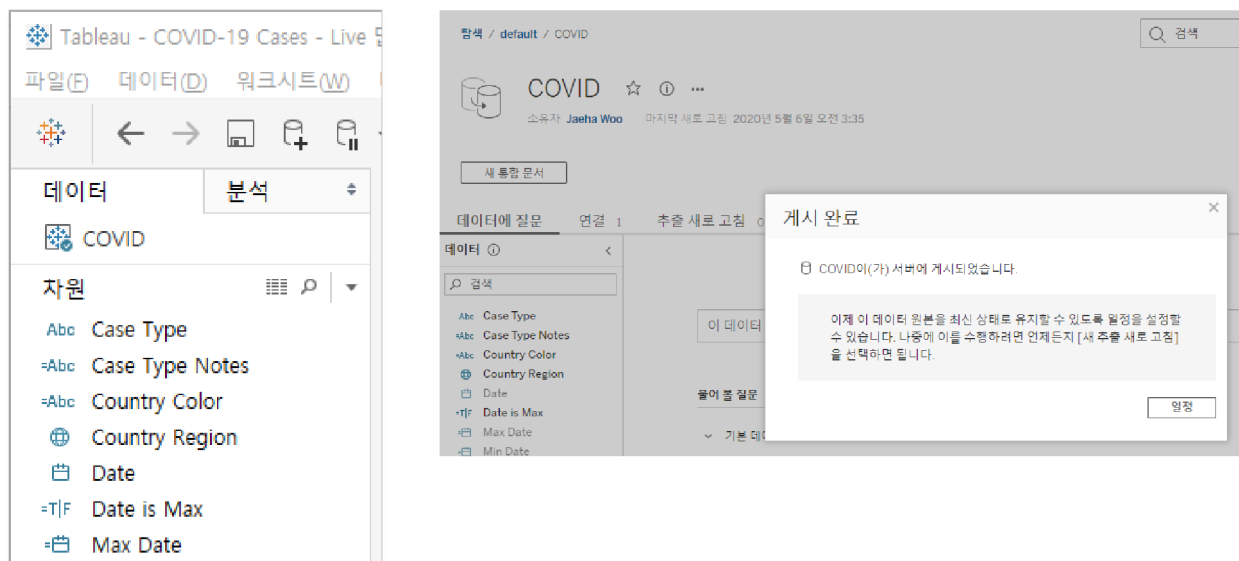 Tableau - COVID-19 Cases - Live
파일(F) 데이터(D) 워크시트(W)
데이터 분석
COVID
차원
Abc Case Type
=Abc Case Type Notes
=Abc Country Color
Country Region
Date
=T|F Date is Max
Max Date
탐색 / default / COVID
검색
COVID
소유자 Jaeha Woo 마지막 새로 고침 2020년 5월 6일 오전 3:35
새 통합 문서
데이터에 질문 연결 1 추출 새로 고침 0
데이터
검색
Abc Case Type
=Abc Case Type Notes
=Abc Country Color
Country Region
Date
=T|F Date is Max
Max Date
Min Date
이 데이터
물어 볼 질문
기본 데이
게시 완료
COVID이(가) 서버에 게시되었습니다.
이제 이 데이터 원본을 최신 상태로 유지할 수 있도록 일정을 설정할
수 있습니다. 나중에 이를 수행하려면 언제든지 [새 추출 새로 고침]
을 선택하면 됩니다.
일정